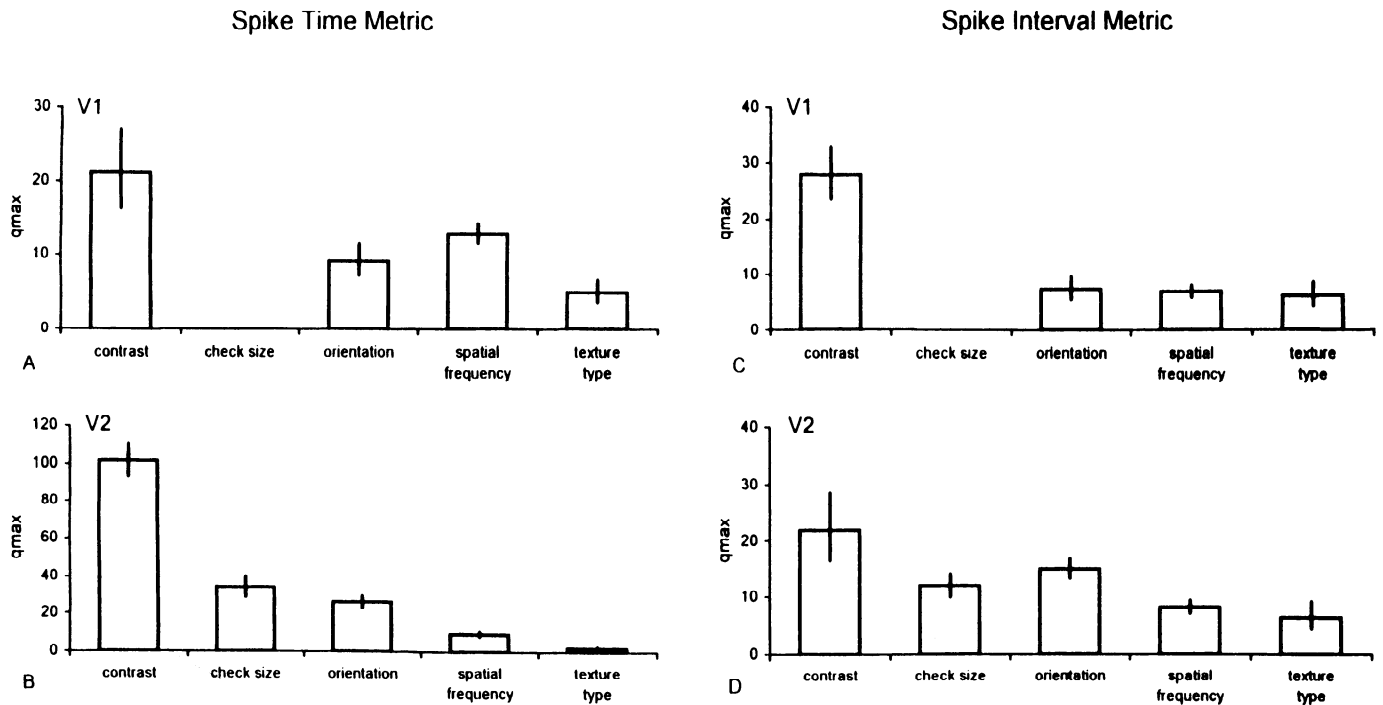 Spike Time Metric
Spike Interval Metric
V1
30
20
10
0
qmax
contrast
check size
orientation
spatial
frequency
texture
type
A
V1
40
30
20
10
0
qmax
contrast
check size
orientation
spatial
frequency
texture
type
C
V2
120
100
80
60
40
20
0
qmax
contrast
check size
orientation
spatial
frequency
texture
type
B
V2
40
30
20
10
0
qmax
contrast
check size
orientation
spatial
frequency
texture
type
D